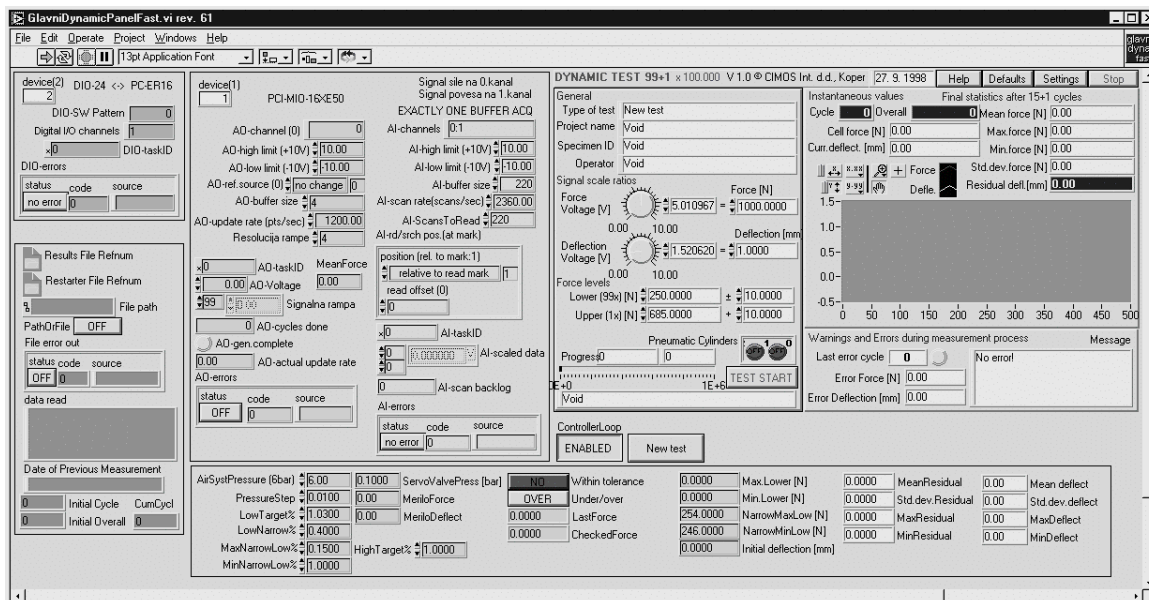 GlavniDynamicPanelFast.vi rev. 61
File Edit Operate Project Windows Help
13pt Application Font
glavni
dyna
fast
device(2) DIO-24 <-> PC-ER16
2
DIO-SW Pattern 0
Digital I/O channels 1
×0 DIO-taskID
DIO-errors
status code source
no error 0
Results File Refnum
Restarter File Refnum
File path
PathOrFile OFF
File error out
status code source
OFF 0
data read
Date of Previous Measurement
0 Initial Cycle CumCycl
0 Initial Overall 0
device(1)
1 PCI-MIO-16XE50
AO-channel (0) 0
AO-high limit (+10V) 10.00
AO-low limit (-10V) -10.00
AO-ref.source (0) no change 0
AO-buffer size 4
AO-update rate (pts/sec) 1200.00
Resolucija rampe 4
×0 AO-taskID MeanForce
0.00 AO-Voltage 0.00
99 Signalna rampa
0 AO-cycles done
AO-gen.complete
0.00 AO-actual update rate
AO-errors
status code source
OFF 0
Signal sile na 0.kanal
Signal povesa na 1.kanal
EXACTLY ONE BUFFER ACQ
AI-channels 0:1
AI-high limit (+10V) 10.00
AI-low limit (-10V) -10.00
AI-buffer size 220
AI-scan rate(scans/sec) 2360.00
AI-ScansToRead 220
AI-rd/srch pos.(at mark)
position (rel. to mark:1)
relative to read mark 1
read offset (0)
0
×0 AI-taskID
0 0.000000 AI-scaled data
0
0 AI-scan backlog
AI-errors
status code source
no error 0
DYNAMIC TEST 99+1 x 100.000 V 1.0 © CIMOS Int. d.d., Koper 27. 9. 1998 Help Defaults Settings Stop
General
Type of test New test
Project name Void
Specimen ID Void
Operator Void
Signal scale ratios
Force Force [N]
Voltage [V] 5.010967 = 1000.0000
0.00 10.00
Deflection Deflection [mm
Voltage [V] 1.520620 = 1.0000
0.00 10.00
Force levels
Lower (99x) [N] 250.0000 ± 10.0000
Upper (1x) [N] 685.0000 + 10.0000
Pneumatic Cylinders 1 0
Progress 0 0 OFF OFF
0E+0 1E+6 TEST START
Void
ControllerLoop
ENABLED New test
Instantaneous values Final statistics after 15+1 cycles
Cycle 0 Overall 0 Mean force [N] 0.00
Cell force [N] 0.00 Max.force [N] 0.00
Curr.deflect. [mm] 0.00 Min.force [N] 0.00
x.xx Force Std.dev.force [N] 0.00
y.yy Defle. Residual defl.[mm] 0.00
1.5-
1.0-
0.5-
0.0-
-0.5-
0 50 100 150 200 250 300 350 400 450 500
Warnings and Errors during measurement process Message
Last error cycle 0 No error!
Error Force [N] 0.00
Error Deflection [mm] 0.00
AirSystPressure (6bar) 6.00 0.1000 ServoValvePress [bar] NO Within tolerance 0.0000 Max.Lower [N] 0.0000 MeanResidual 0.00 Mean deflect
PressureStep 0.0100 0.00 MeriloForce OVER Under/over 0.0000 Min.Lower [N] 0.0000 Std.dev.Residual 0.00 Std.dev.deflect
LowTarget% 1.0300 0.00 MeriloDeflect 0.0000 LastForce 254.0000 NarrowMaxLow [N] 0.0000 MaxResidual 0.00 MaxDeflect
LowNarrow% 0.4000 0.0000 CheckedForce 246.0000 NarrowMinLow [N] 0.0000 MinResidual 0.00 MinDeflect
MaxNarrowLow% 0.1500 HighTarget% 1.0000 0.0000 Initial deflection [mm]
MinNarrowLow% 1.0000